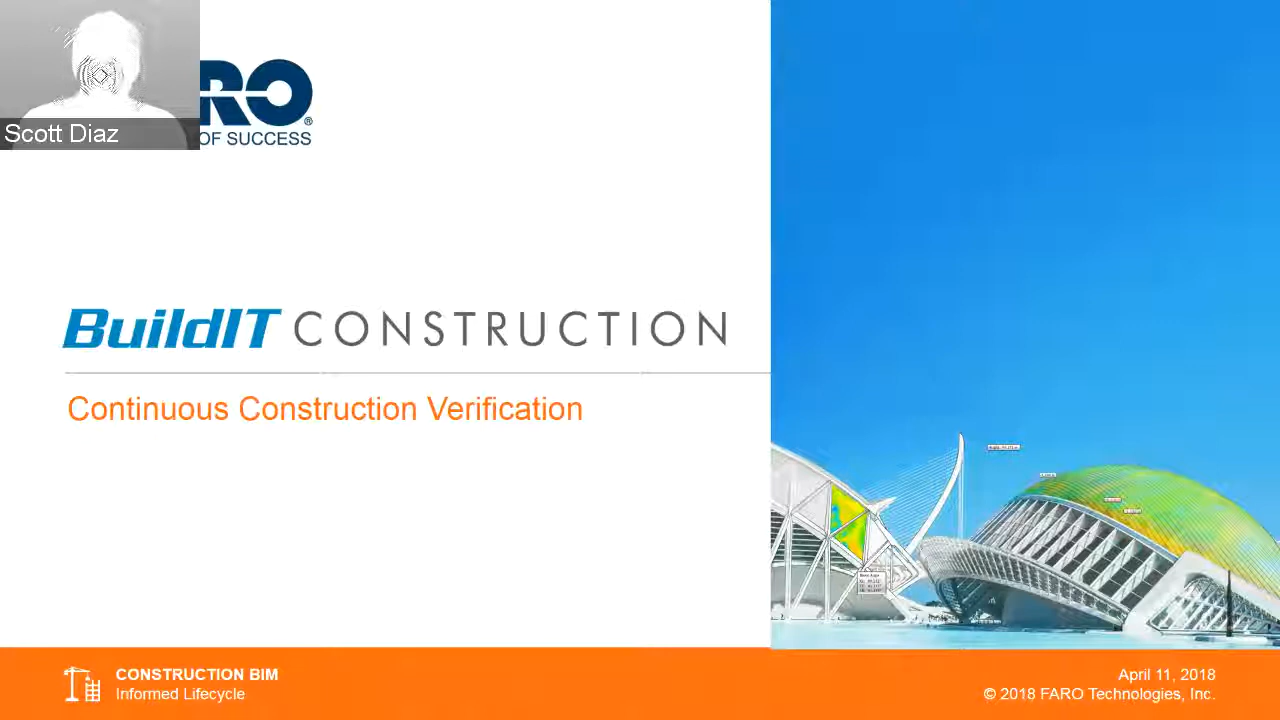 Scott Diaz
RO®
OF SUCCESS
BuildIT CONSTRUCTION
Continuous Construction Verification
CONSTRUCTION BIM
Informed Lifecycle
April 11, 2018
© 2018 FARO Technologies, Inc.